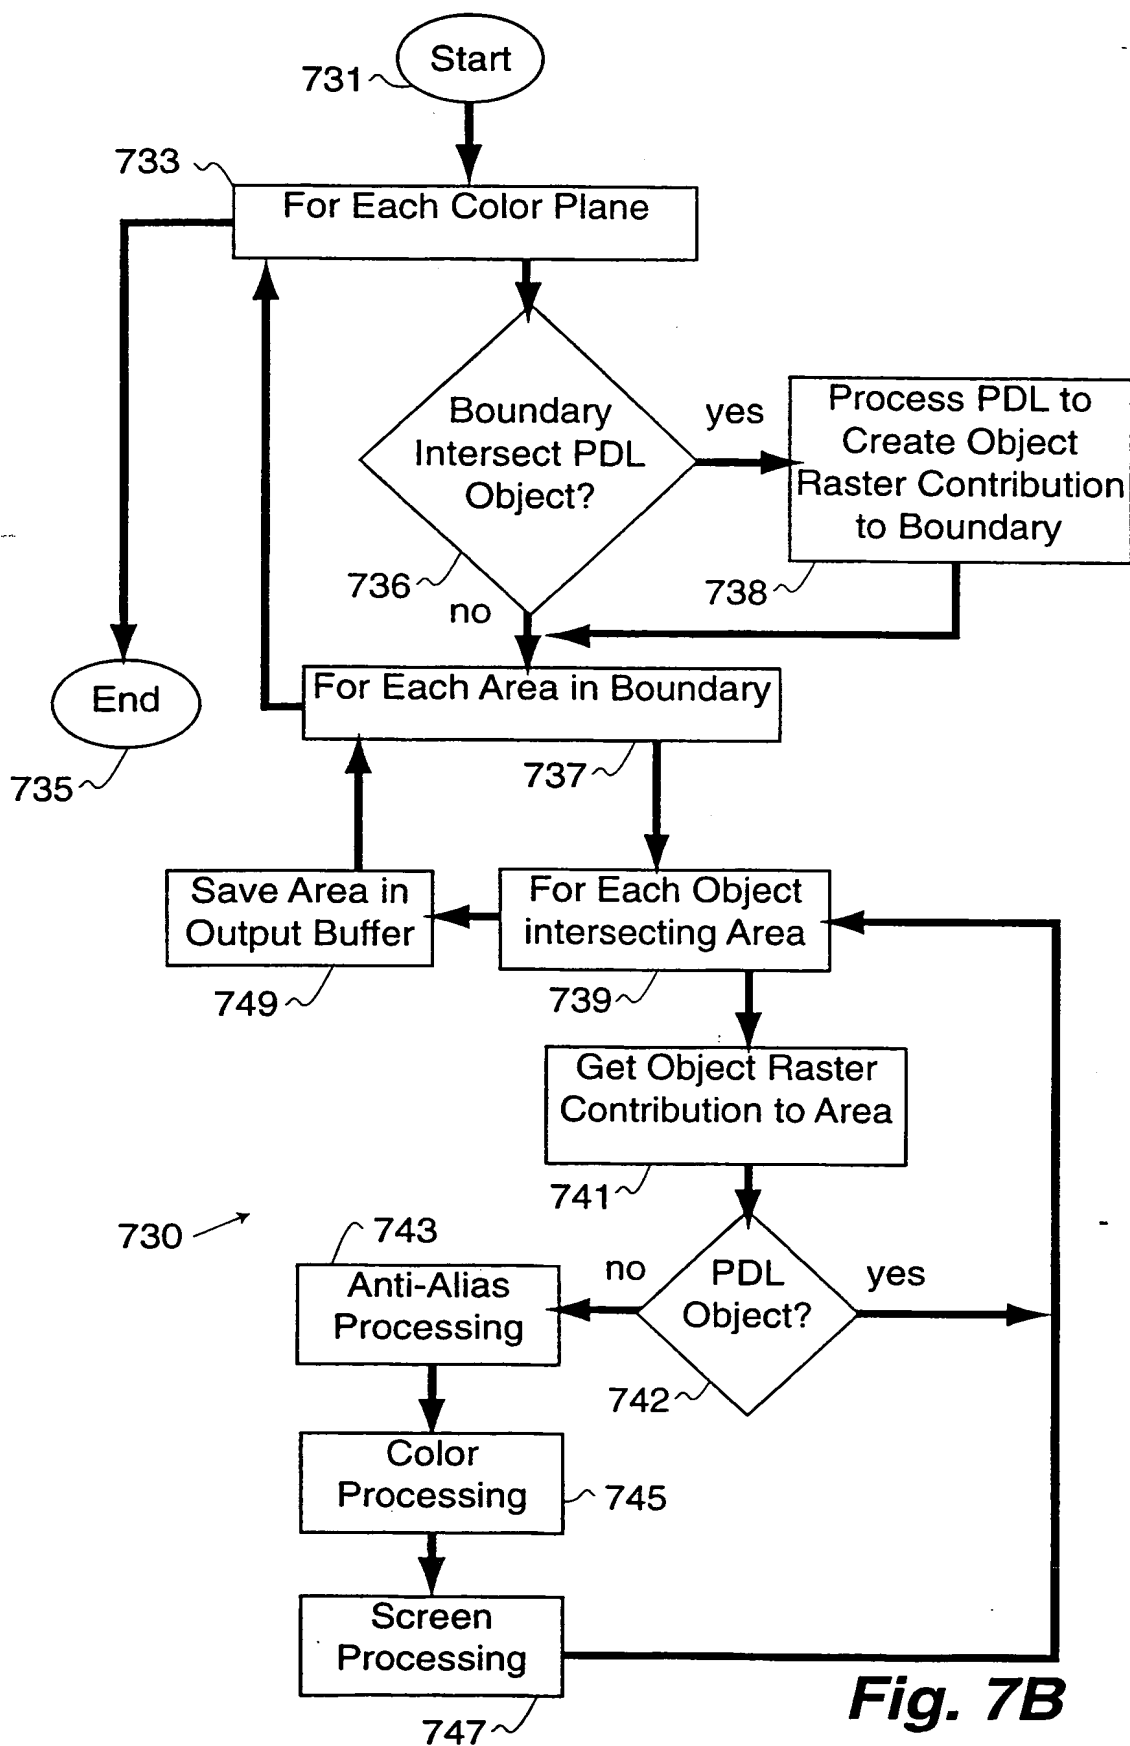 Start
731
733
For Each Color Plane
Boundary
Intersect PDL
Object?
yes
Process PDL to
Create Object
Raster Contribution
to Boundary
736
738
no
End
735
For Each Area in Boundary
737
Save Area in
Output Buffer
749
For Each Object
intersecting Area
739
Get Object Raster
Contribution to Area
741
730
743
no
PDL
Object?
yes
742
Anti-Alias
Processing
Color
Processing
745
Screen
Processing
747
Fig. 7B